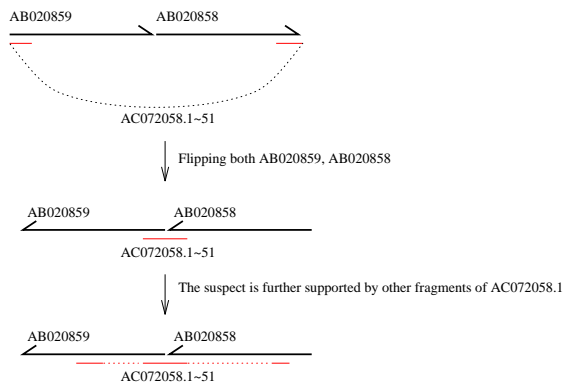 AB020859 AB020858
AC072058.1~51
Flipping both AB020859, AB020858
AB020859 AB020858
AC072058.1~51
The suspect is further supported by other fragments of AC072058.1
AB020859 AB020858
AC072058.1~51